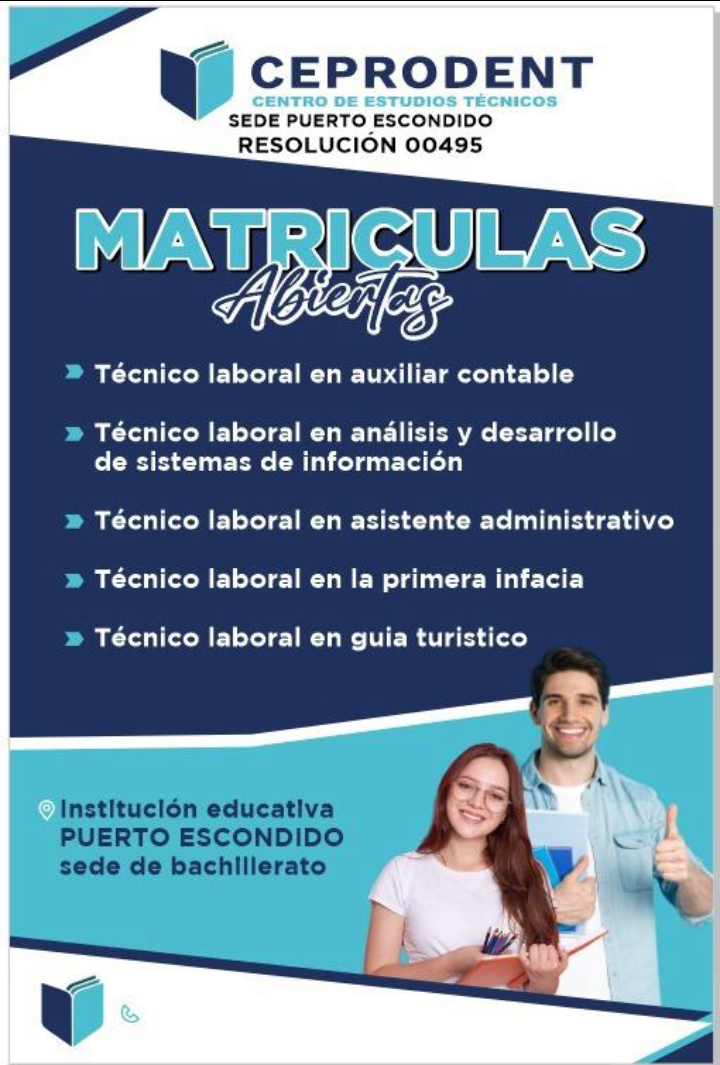 CEPRODENT
CENTRO DE ESTUDIOS TÉCNICOS
SEDE PUERTO ESCONDIDO
RESOLUCIÓN 00495
MATRICULAS
Abiertas
Técnico laboral en auxiliar contable
Técnico laboral en análisis y desarrollo
de sistemas de información
Técnico laboral en asistente administrativo
Técnico laboral en la primera infacia
Técnico laboral en guia turistico
Institución educativa
PUERTO ESCONDIDO
sede de bachillerato